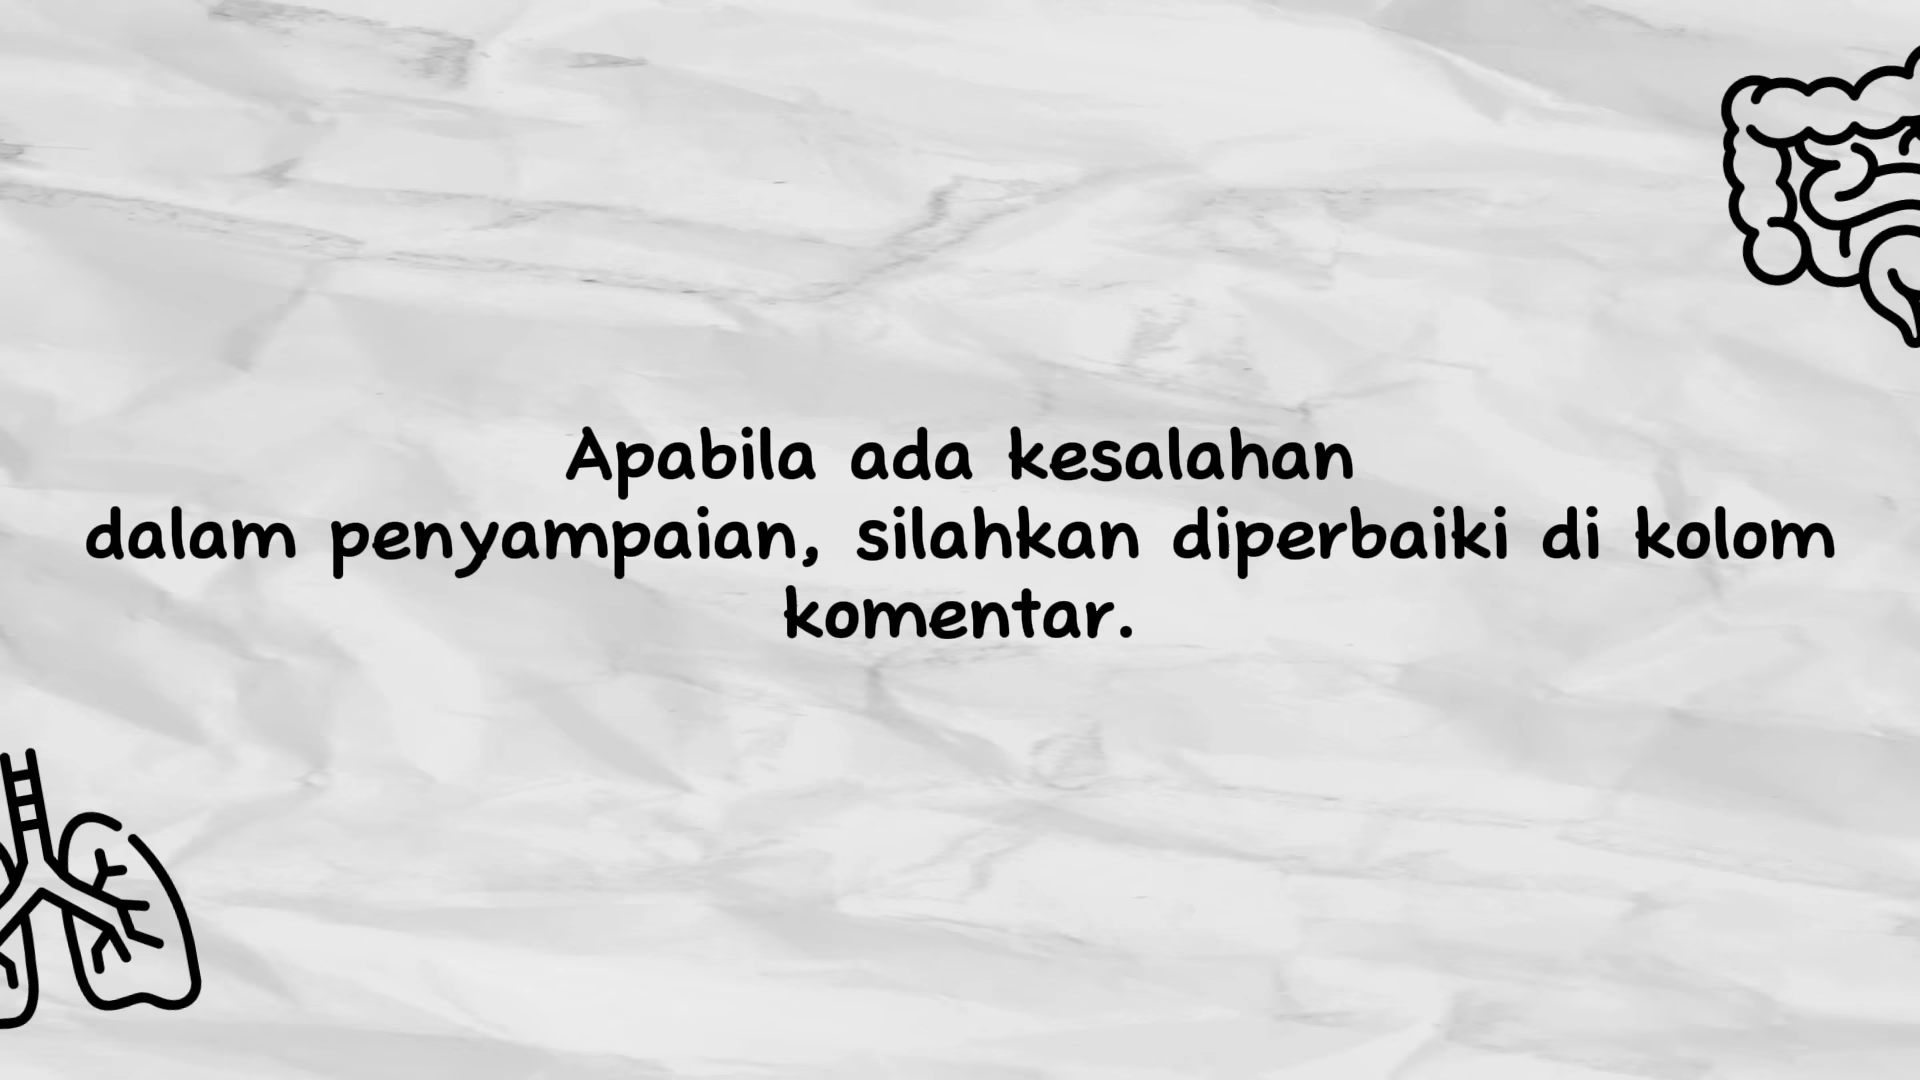 Apabila ada kesalahan
dalam penyampaian, silahkan diperbaiki di kolom
komentar.